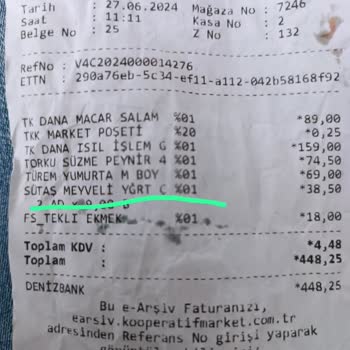 Tarih : 27.06.2024 Mağaza No : 7246
Saat : 11:11 Kasa No : 2
Belge No : 25 Z No : 132
RefNo : V4C2024000014276
ETTN : 290a76eb-5c34-ef11-a112-042b58168f92
TK DANA MACAR SALAM %01 *89,00
TKK MARKET POŞETİ %20 *0,25
TK DANA ISIL İŞLEM G %01 *159,00
TORKU SÜZME PEYNİR 4 %01 *74,50
TÜREM YUMURTA M BOY %01 *69,00
SÜTAŞ MEYVELİ YĞRT Ç %01 *38,50
2 AD x 9,00
FS TEKLİ EKMEK %01 *18,00
Toplam KDV : *4,48
Toplam *448,25
DENİZBANK *448,25
Bu e-Arşiv Faturanızı,
earsiv.kooperatifmarket.com.tr
adresinden Referans No girişi yaparak